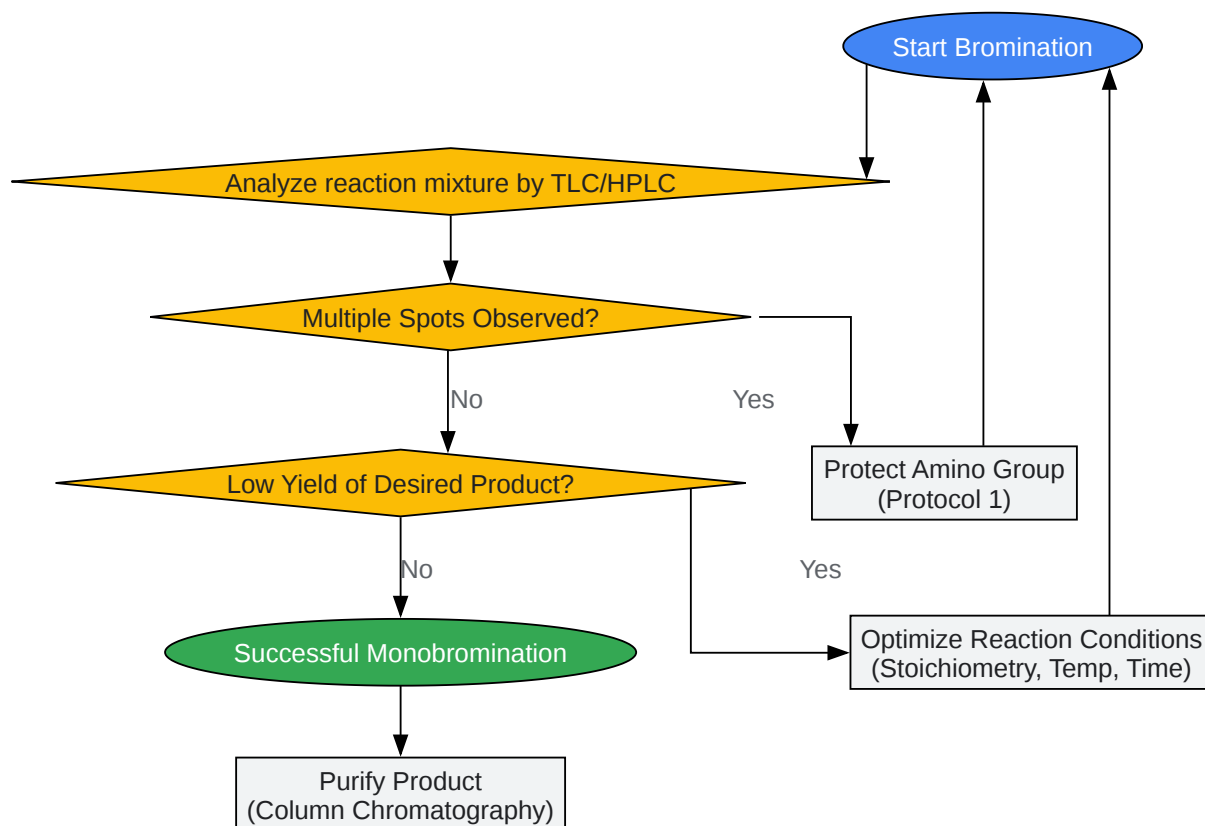 Start Bromination
Analyze reaction mixture by TLC/HPLC
Multiple Spots Observed?
No
Yes
Protect Amino Group
(Protocol 1)
Low Yield of Desired Product?
No
Yes
Optimize Reaction Conditions
(Stoichiometry, Temp, Time)
Successful Monobromination
Purify Product
(Column Chromatography)